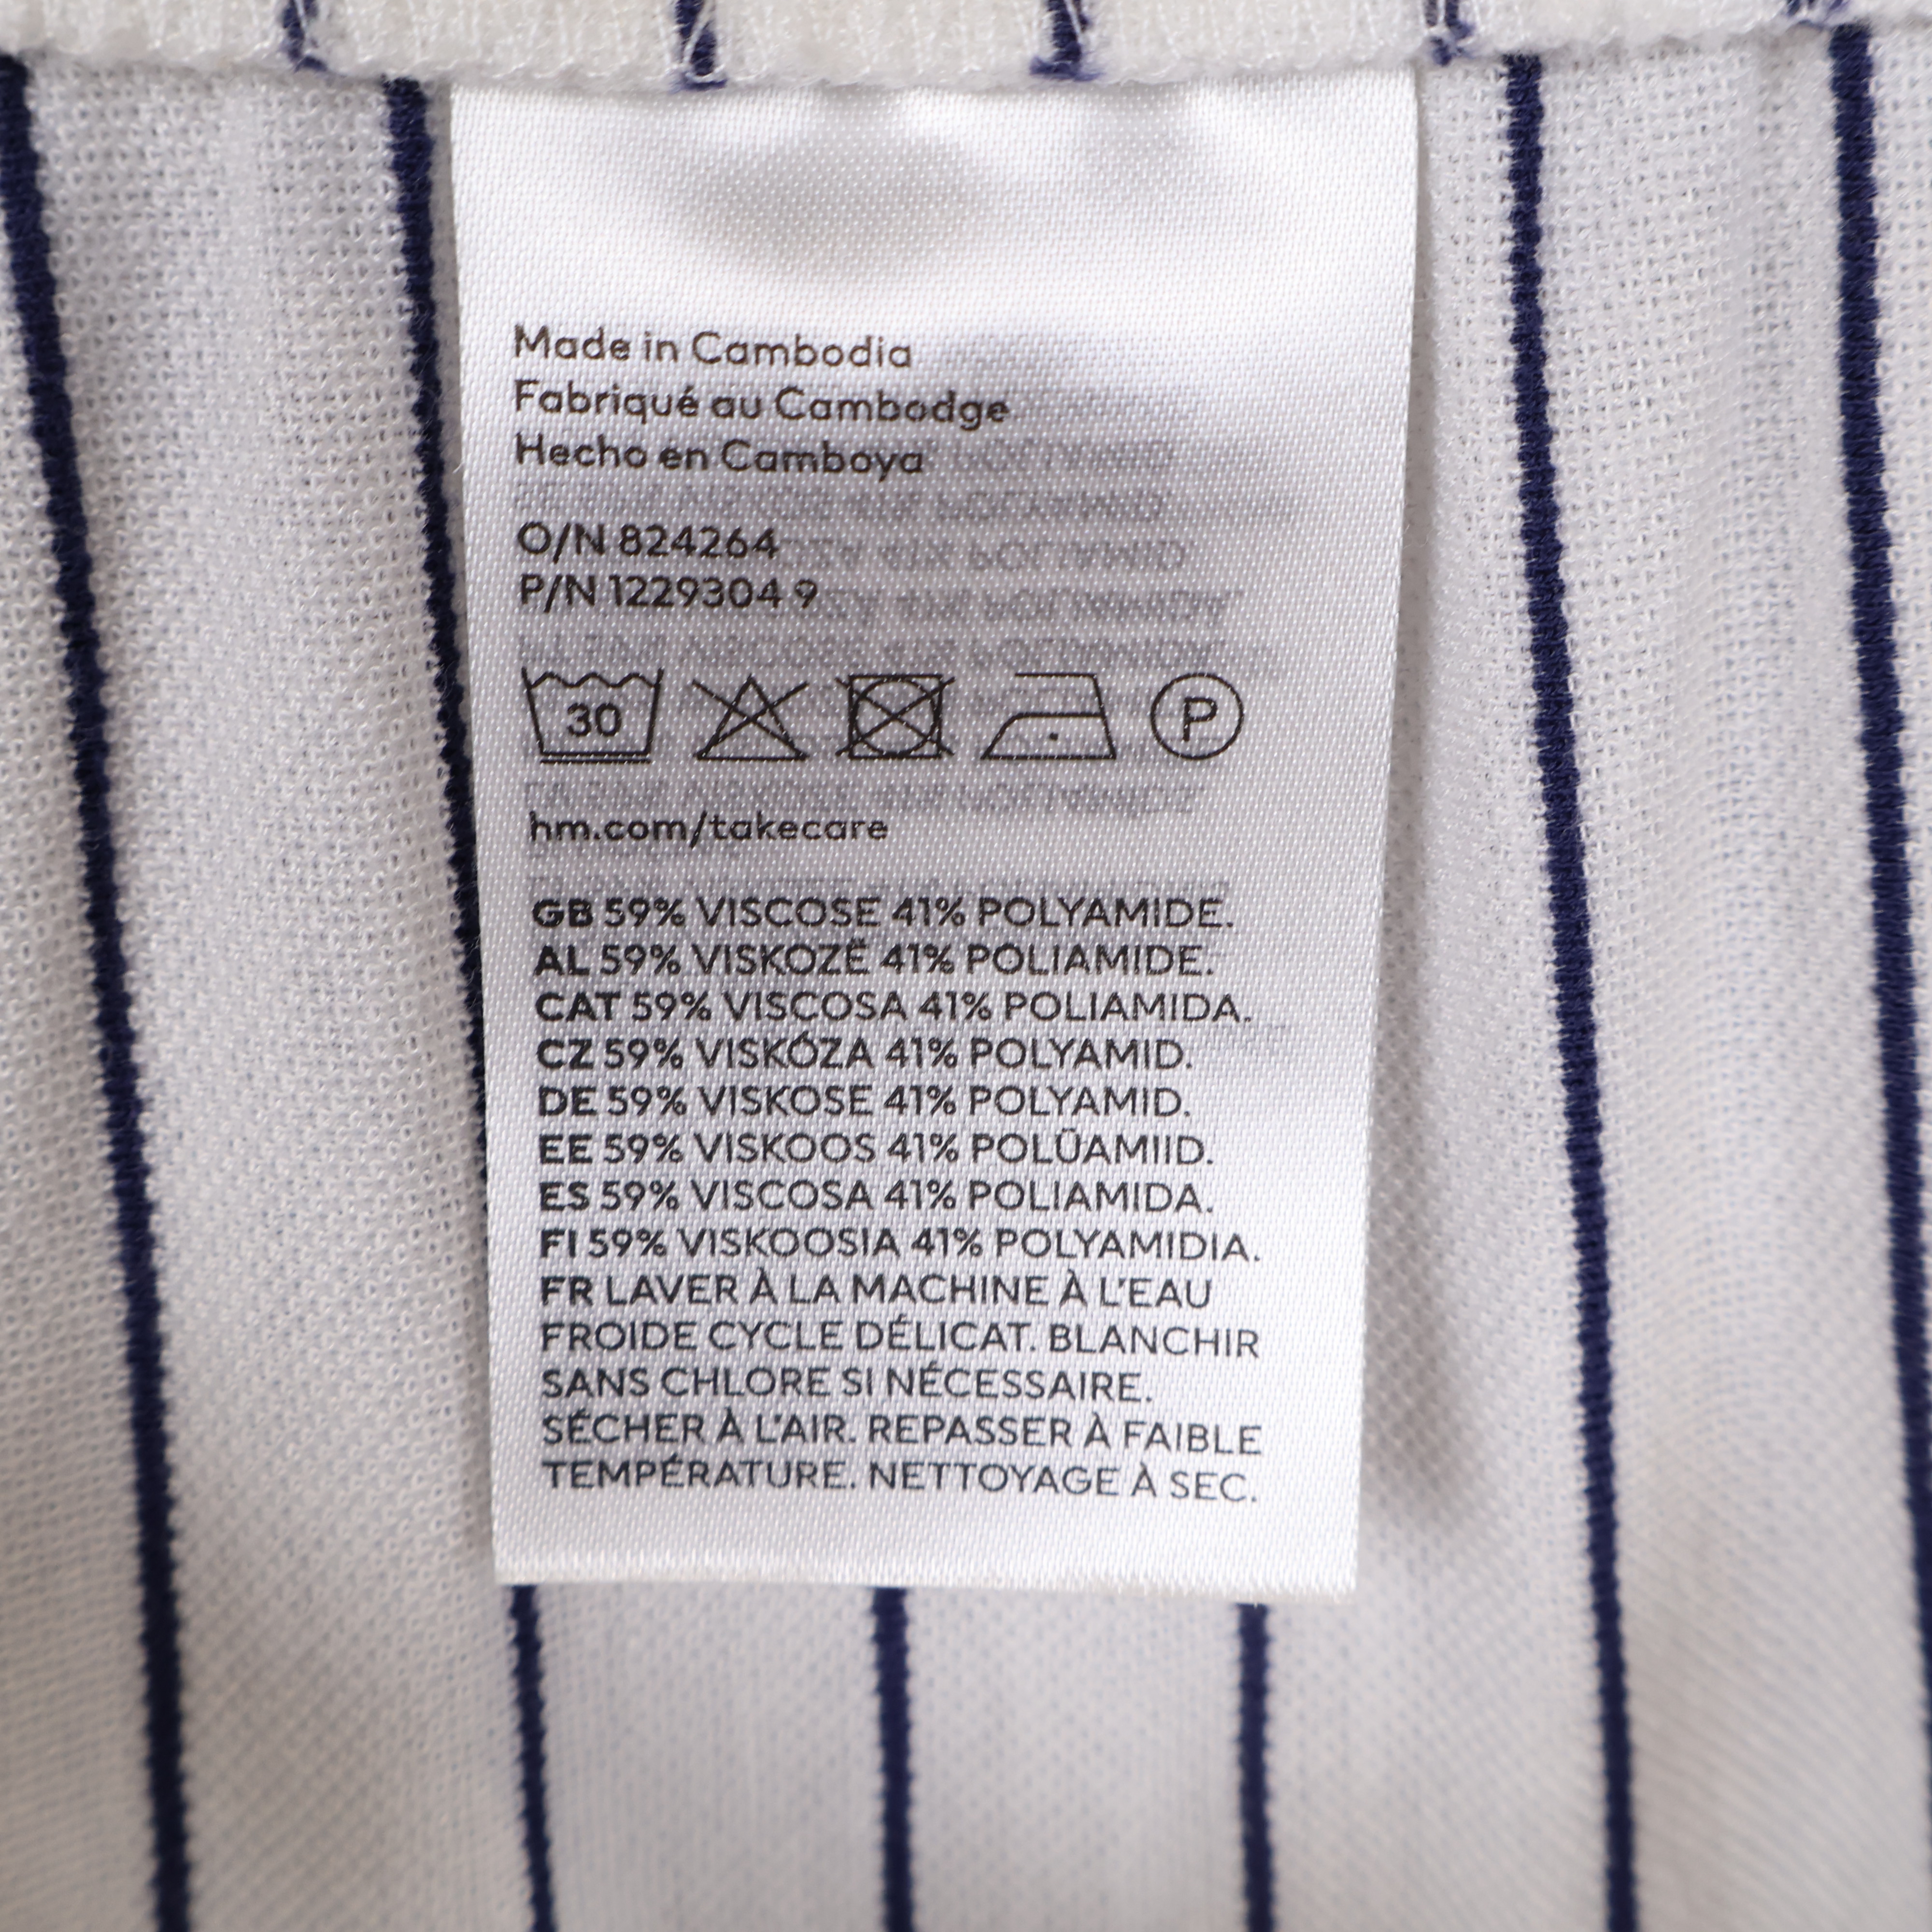 Made in Cambodia
Fabriqué au Cambodge
Hecho en Camboya
O/N 824264
P/N 1229304 9
30
P
hm.com/takecare
GB 59% VISCOSE 41% POLYAMIDE.
AL 59% VISKOZË 41% POLIAMIDE.
CAT 59% VISCOSA 41% POLIAMIDA.
CZ 59% VISKÓZA 41% POLYAMID.
DE 59% VISKOSE 41% POLYAMID.
EE 59% VISKOOS 41% POLÜAMIID.
ES 59% VISCOSA 41% POLIAMIDA.
FI 59% VISKOOSIA 41% POLYAMIDIA.
FR LAVER À LA MACHINE À L'EAU
FROIDE CYCLE DÉLICAT. BLANCHIR
SANS CHLORE SI NÉCESSAIRE.
SÉCHER À L'AIR. REPASSER À FAIBLE
TEMPÉRATURE. NETTOYAGE À SEC.